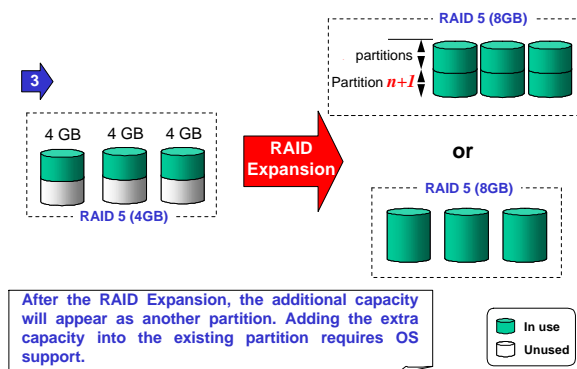 RAID 5 (8GB)
partitions
Partition n+1
3
4 GB 4 GB 4 GB
RAID
Expansion
or
RAID 5 (4GB)
RAID 5 (8GB)
After the RAID Expansion, the additional capacity
will appear as another partition. Adding the extra
capacity into the existing partition requires OS
support.
In use
Unused